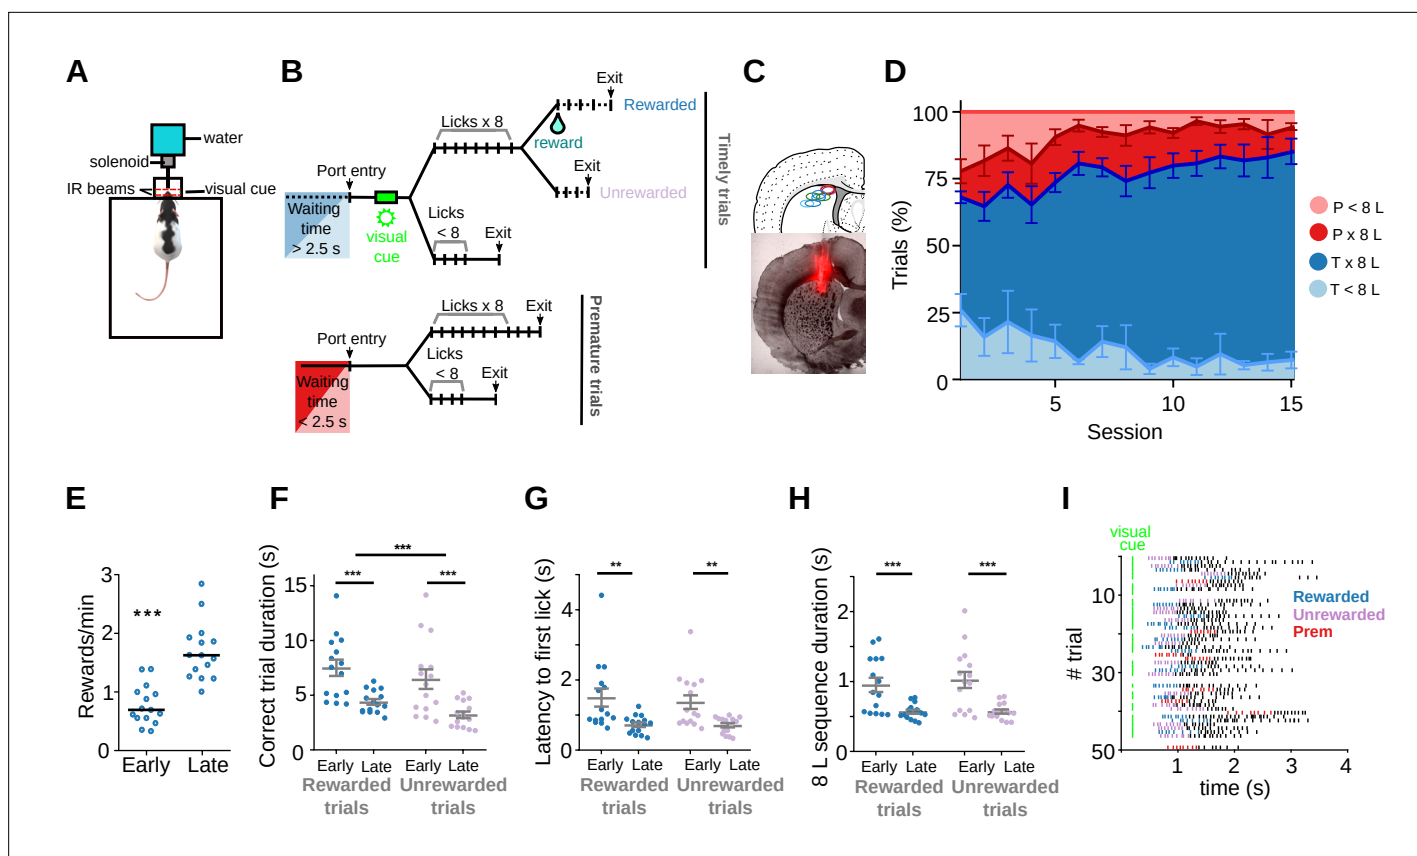 A
water
solenoid
IR beams
visual cue
B
Port entry
Waiting
time
> 2.5 s
visual
cue
Licks x 8
Licks
< 8
Exit
reward
Exit
Rewarded
Exit
Unrewarded
Timely trials
Port entry
Waiting
time
< 2.5 s
Licks x 8
Exit
Licks
< 8
Exit
Premature trials
C
D
100
75
50
25
0
Trials (%)
5
10
15
Session
P < 8 L
P x 8 L
T x 8 L
T < 8 L
E
Rewards/min
3
2
1
0
***
Early
Late
F
Correct trial duration (s)
15
10
5
0
***
***
***
Early
Late
Early
Late
Rewarded
trials
Unrewarded
trials
G
Latency to first lick (s)
4
2
0
**
**
Early
Late
Early
Late
Rewarded
trials
Unrewarded
trials
H
8 L sequence duration (s)
2
1
0
***
***
Early
Late
Early
Late
Rewarded
trials
Unrewarded
trials
I
visual
cue
# trial
10
30
50
Rewarded
Unrewarded
Prem
1
2
3
4
time (s)